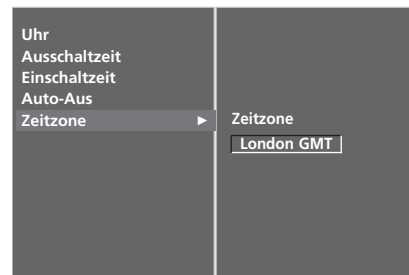 Uhr
Ausschaltzeit
Einschaltzeit
Auto-Aus
Zeitzone ►
Zeitzone
London GMT